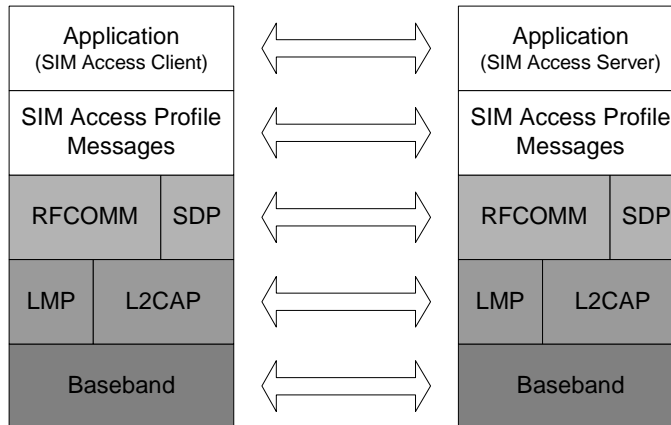 Application
(SIM Access Client)
Application
(SIM Access Server)
SIM Access Profile
Messages
SIM Access Profile
Messages
RFCOMM
SDP
RFCOMM
SDP
LMP
L2CAP
LMP
L2CAP
Baseband
Baseband